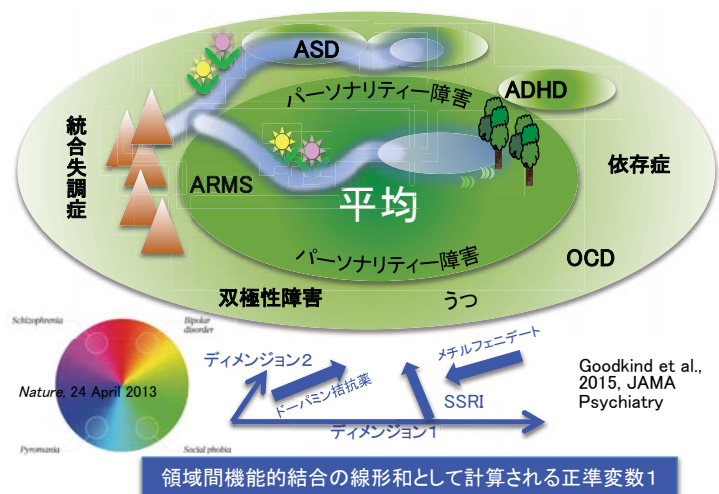 ASD
パーソナリティー障害
ADHD
統合失調症
依存症
ARMS
平均
パーソナリティー障害
OCD
双極性障害
うつ
Schizophrenia
Bipolar
disorder
Nature, 24 April 2013
Pyromania
Social phobia
ディメンジョン2
ドーパミン拮抗薬
メチルフェニデート
SSRI
ディメンジョン1
Goodkind et al.,
2015, JAMA
Psychiatry
領域間機能的結合の線形和として計算される正準変数1